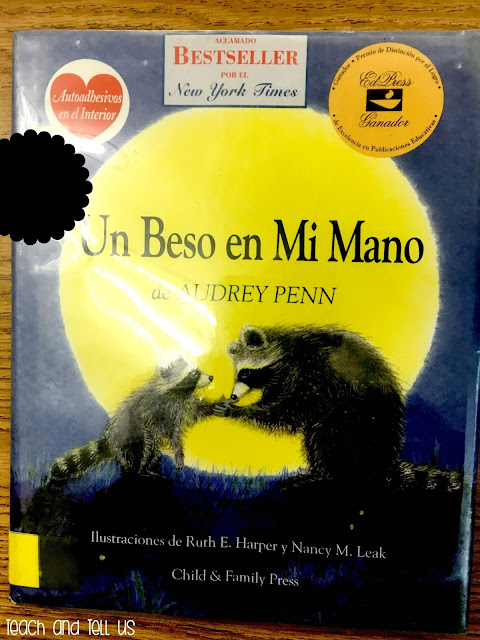 ACLAMADO
BESTSELLER
POR EL
New York Times
Autoadhesivos
en el Interior
Ganador • Premio de Distinción por el Logro
EdPress
Ganador
de Excelencia en Publicaciones Educativas
Un Beso en Mi Mano
de AUDREY PENN
Ilustraciones de Ruth E. Harper y Nancy M. Leak
Child & Family Press
Teach and Tell Us